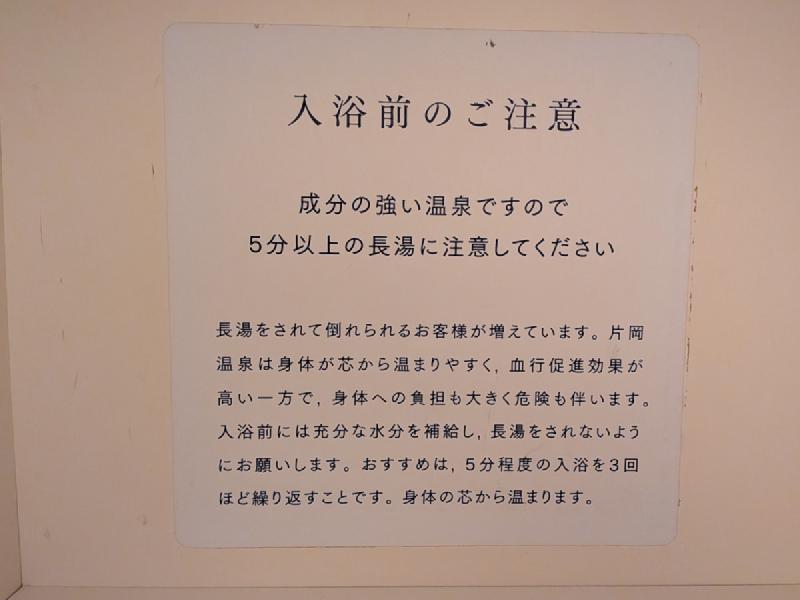 入浴前のご注意
成分の強い温泉ですので
5分以上の長湯に注意してください
長湯をされて倒れられるお客様が増えています。片岡
温泉は身体が芯から温まりやすく, 血行促進効果が
高い一方で, 身体への負担も大きく危険も伴います。
入浴前には充分な水分を補給し, 長湯をされないよう
にお願いします。おすすめは, 5分程度の入浴を3回
ほど繰り返すことです。身体の芯から温まります。